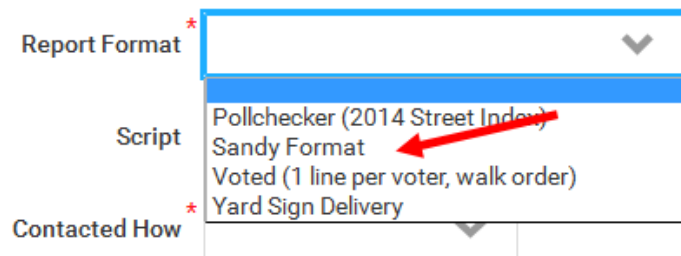 Report Format *
Pollchecker (2014 Street Index)
Script
Sandy Format
Voted (1 line per voter, walk order)
Yard Sign Delivery
Contacted How *